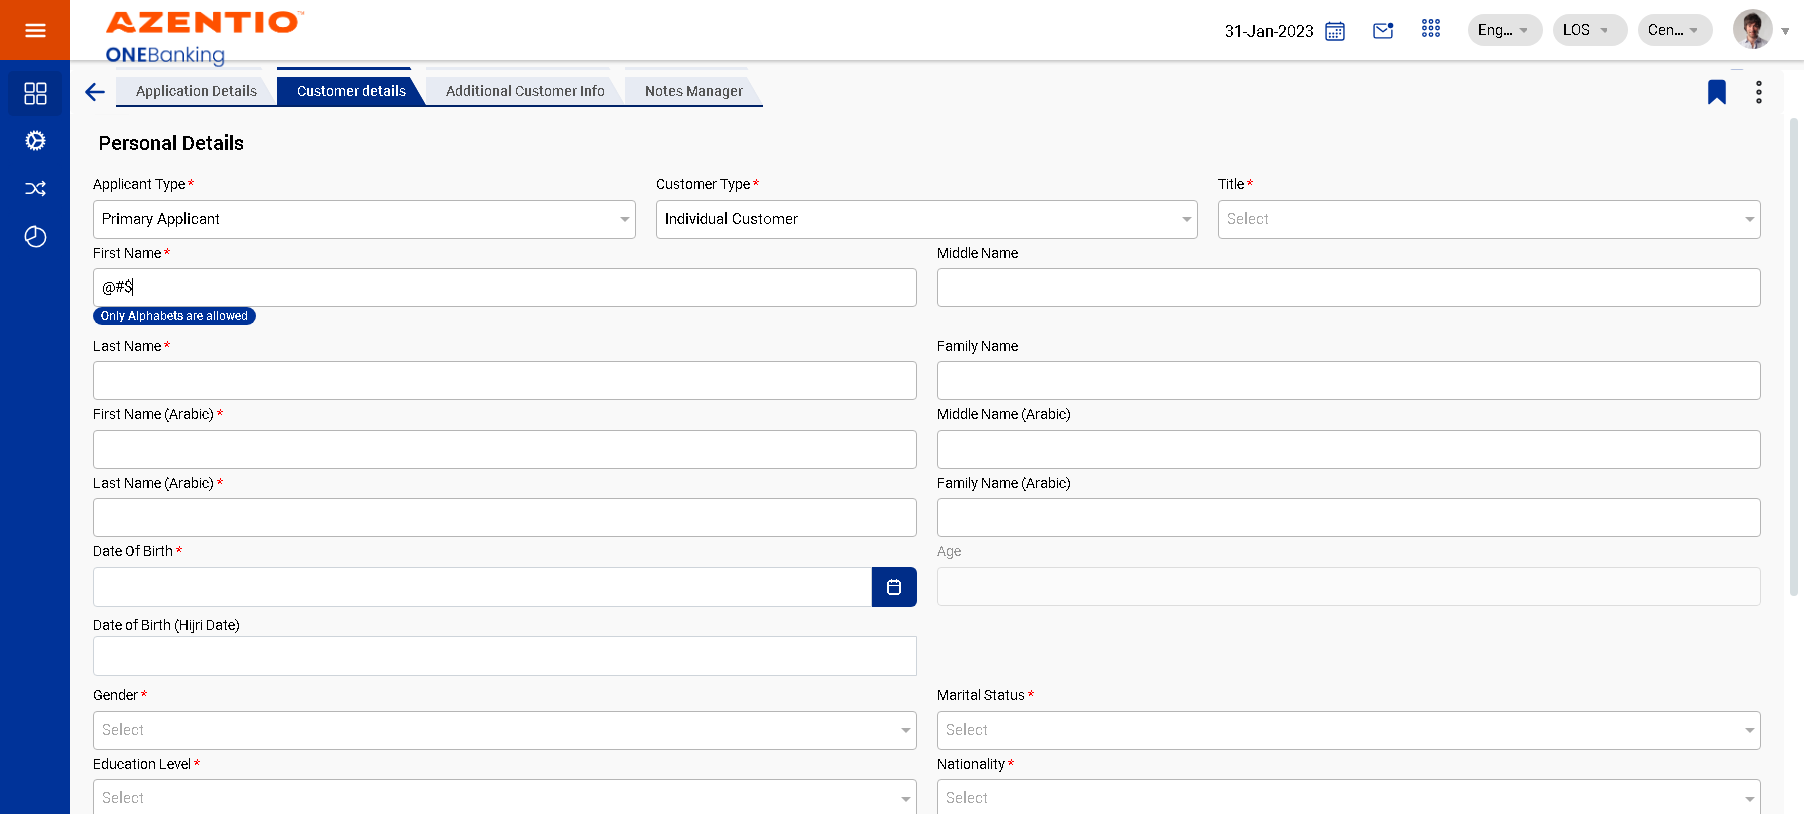 AZENTIO™
ONEBanking
31-Jan-2023
Eng...
LOS
Cen...
Application Details
Customer details
Additional Customer Info
Notes Manager
Personal Details
Applicant Type *
Customer Type *
Title *
Primary Applicant
Individual Customer
Select
First Name *
Middle Name
@#$
Only Alphabets are allowed
Last Name *
Family Name
First Name (Arabic) *
Middle Name (Arabic)
Last Name (Arabic) *
Family Name (Arabic)
Date Of Birth *
Age
Date of Birth (Hijri Date)
Gender *
Marital Status *
Select
Select
Education Level *
Nationality *
Select
Select